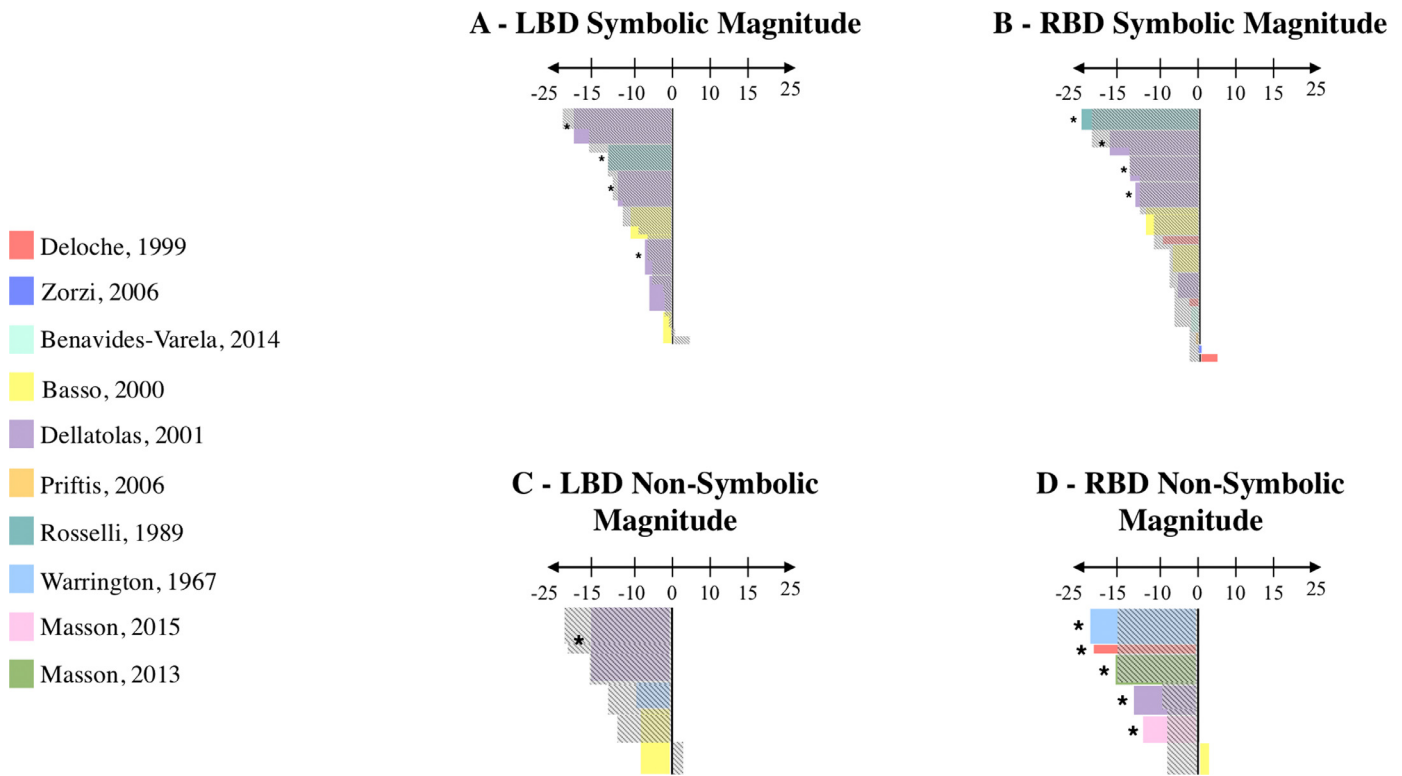 A - LBD Symbolic Magnitude
-25 -15 -10 0 10 15 25
*
*
*
*
B - RBD Symbolic Magnitude
-25 -15 -10 0 10 15 25
*
*
*
*
Deloche, 1999
Zorzi, 2006
Benavides-Varela, 2014
Basso, 2000
Dellatolas, 2001
Priftis, 2006
Rosselli, 1989
Warrington, 1967
Masson, 2015
Masson, 2013
C - LBD Non-Symbolic
Magnitude
-25 -15 -10 0 10 15 25
*
D - RBD Non-Symbolic
Magnitude
-25 -15 -10 0 10 15 25
*
*
*
*
*